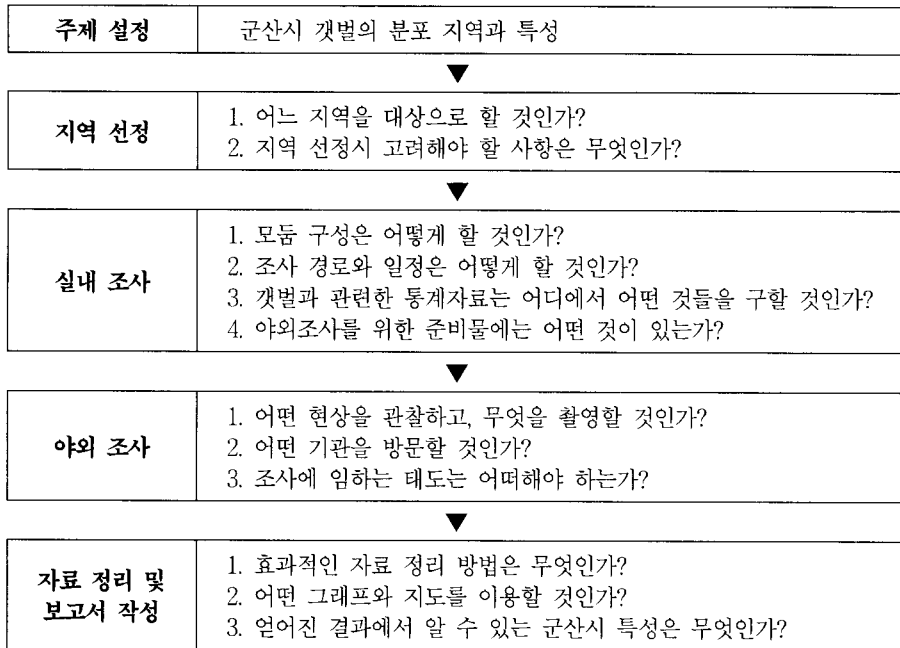 주제 설정
군산시 갯벌의 분포 지역과 특성
▼
지역 선정
1. 어느 지역을 대상으로 할 것인가?
2. 지역 선정시 고려해야 할 사항은 무엇인가?
▼
실내 조사
1. 모둠 구성은 어떻게 할 것인가?
2. 조사 경로와 일정은 어떻게 할 것인가?
3. 갯벌과 관련한 통계자료는 어디에서 어떤 것들을 구할 것인가?
4. 야외조사를 위한 준비물에는 어떤 것이 있는가?
▼
야외 조사
1. 어떤 현상을 관찰하고, 무엇을 촬영할 것인가?
2. 어떤 기관을 방문할 것인가?
3. 조사에 임하는 태도는 어떠해야 하는가?
▼
자료 정리 및
보고서 작성
1. 효과적인 자료 정리 방법은 무엇인가?
2. 어떤 그래프와 지도를 이용할 것인가?
3. 얻어진 결과에서 알 수 있는 군산시 특성은 무엇인가?